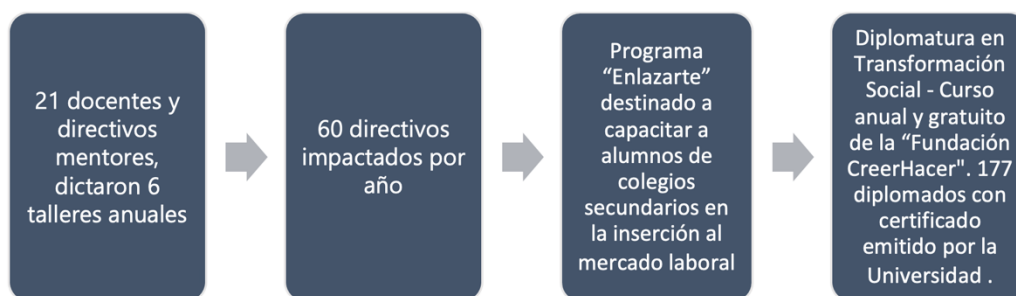 21 docentes y
directivos
mentores,
dictaron 6
talleres anuales
60 directivos
impactados por
año
Programa
“Enlazarte”
destinado a
capacitar a
alumnos de
colegios
secundarios en
la inserción al
mercado laboral
Diplomatura en
Transformación
Social - Curso
anual y gratuito
de la “Fundación
CreerHacer". 177
diplomados con
certificado
emitido por la
Universidad .